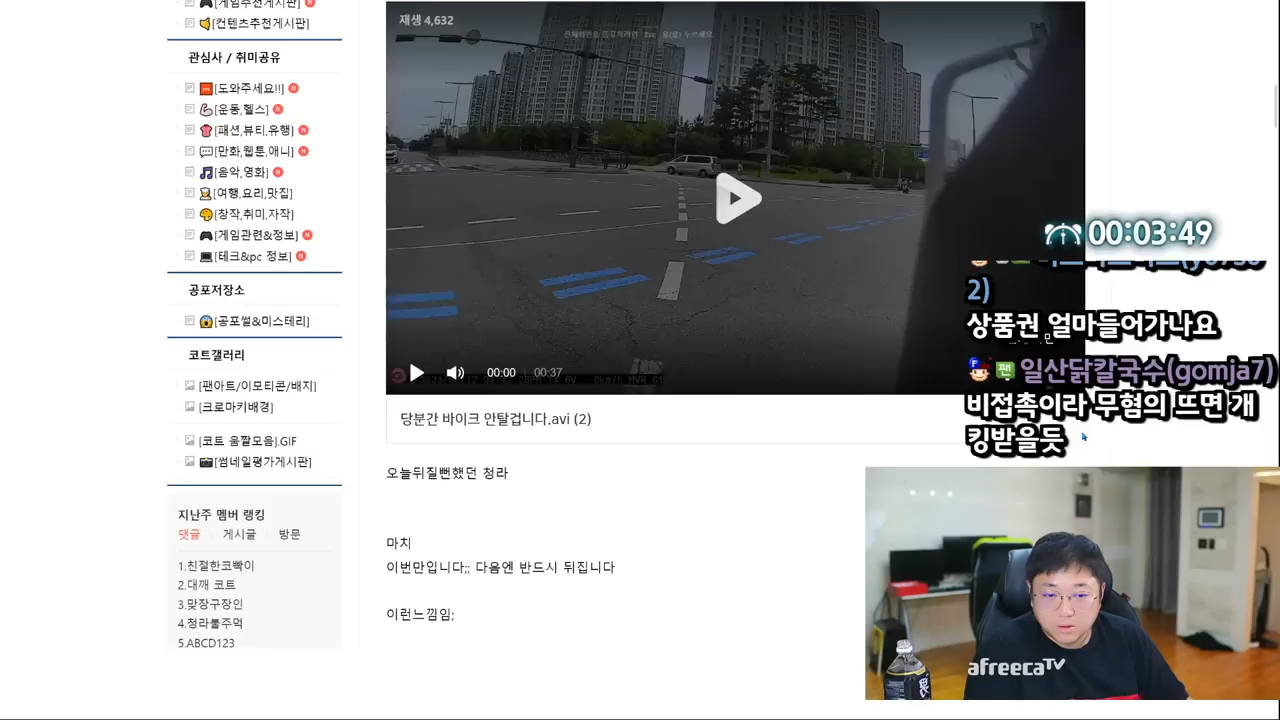 [게임추천게시판]
[컨텐츠추천게시판]
관심사 / 취미공유
[도와주세요!!] N
[운동,헬스] N
[패션,뷰티,유행] N
[만화,웹툰,애니] N
[음악,영화] N
[여행,요리,맛집]
[창작,취미,자작]
[게임관련&정보] N
[테크&pc 정보] N
공포저장소
[공포썰&미스테리]
코트갤러리
[팬아트/이모티콘/배지]
[크로마키배경]
[코트 움짤모음].GIF
[썸네일평가게시판]
지난주 멤버 랭킹
댓글 게시글 방문
1.친절한코빡이
2.대깨 코트
3.맞장구장인
4.청라불주먹
5.ABCD123
재생 4,632
00:00 00:37
당분간 바이크 안탈겁니다.avi (2)
오늘뒤질뻔했던 청라
마치
이번만입니다;; 다음엔 반드시 뒤집니다
이런느낌임;
00:03:49
2)
상품권 얼마들어가나요
팬 일산닭칼국수(gomja7)
비접촉이라 무혐의 뜨면 개
킹받을듯
afreecaTV